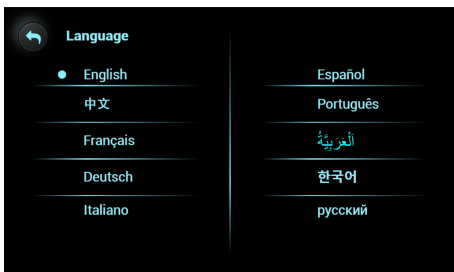 Language
English
Español
中文
Português
Français
اَلْعَرَبِيَّةُ
Deutsch
한국어
Italiano
русский